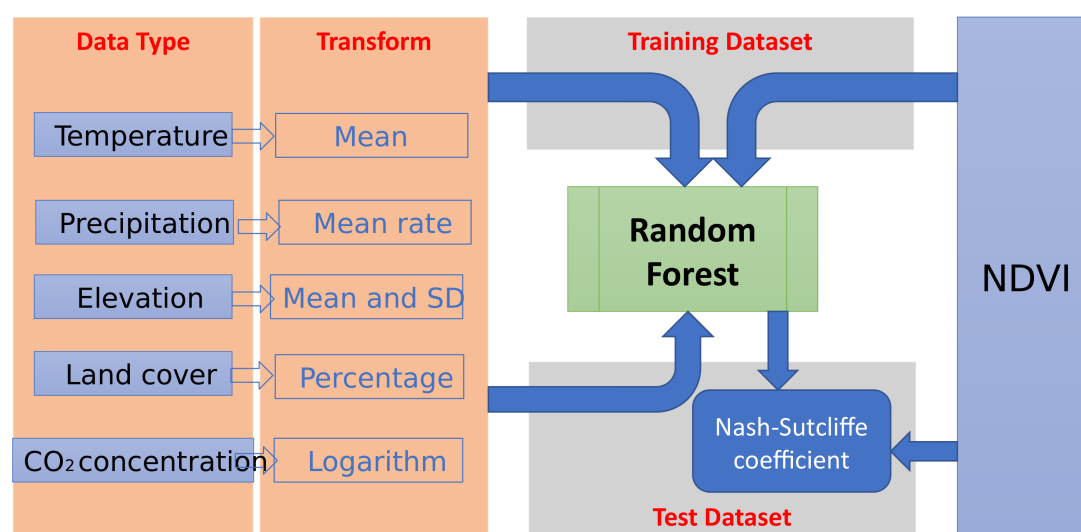 Data Type
Transform
Training Dataset
Temperature
Mean
Precipitation
Mean rate
Random
Forest
NDVI
Elevation
Mean and SD
Land cover
Percentage
Nash-Sutcliffe
coefficient
CO₂ concentration
Logarithm
Test Dataset